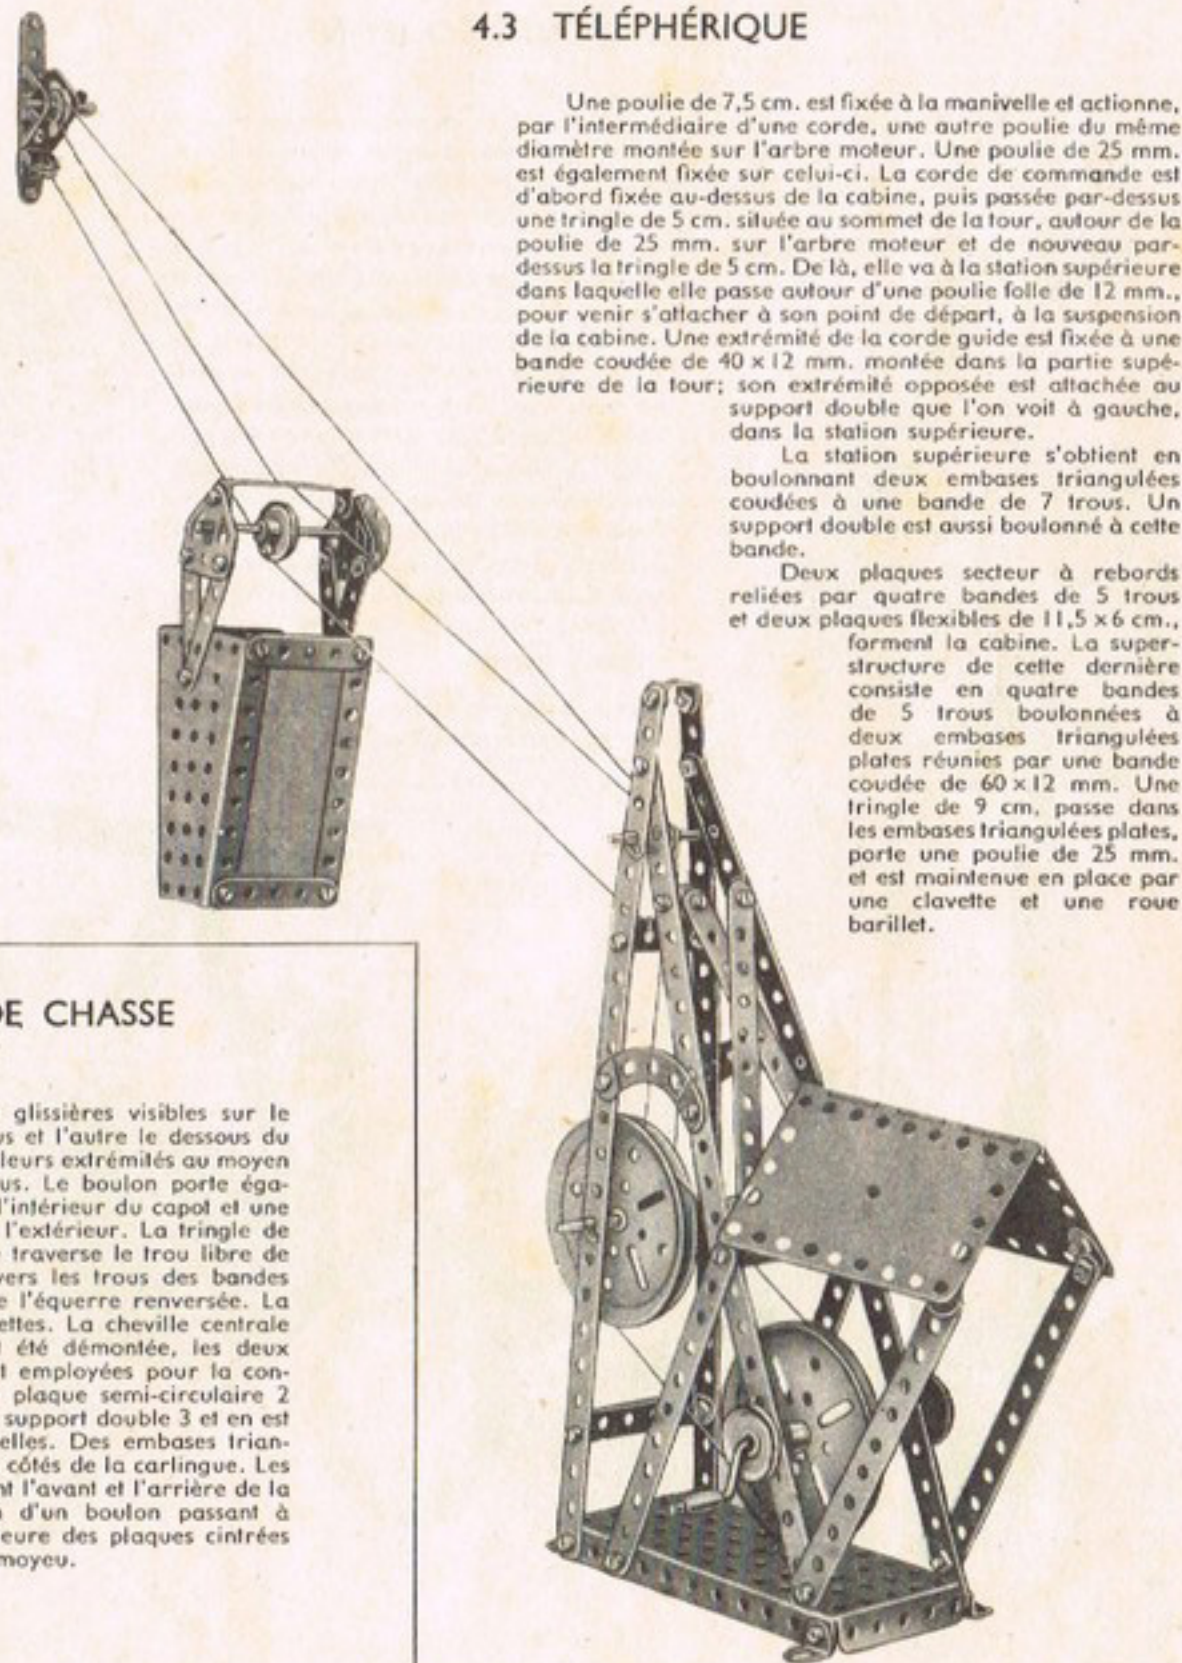 4.3 TÉLÉPHÉRIQUE
Une poulie de 7,5 cm. est fixée à la manivelle et actionne,
par l'intermédiaire d'une corde, une autre poulie du même
diamètre montée sur l'arbre moteur. Une poulie de 25 mm.
est également fixée sur celui-ci. La corde de commande est
d'abord fixée au-dessus de la cabine, puis passée par-dessus
une tringle de 5 cm. située au sommet de la tour, autour de la
poulie de 25 mm. sur l'arbre moteur et de nouveau par-
dessus la tringle de 5 cm. De là, elle va à la station supérieure
dans laquelle elle passe autour d'une poulie folle de 12 mm.,
pour venir s'attacher à son point de départ, à la suspension
de la cabine. Une extrémité de la corde guide est fixée à une
bande coudée de 40 x 12 mm. montée dans la partie supé-
rieure de la tour; son extrémité opposée est attachée au
support double que l'on voit à gauche,
dans la station supérieure.
La station supérieure s'obtient en
boulonnant deux embases triangulées
coudées à une bande de 7 trous. Un
support double est aussi boulonné à cette
bande.
Deux plaques secteur à rebords
reliées par quatre bandes de 5 trous
et deux plaques flexibles de 11,5 x 6 cm.,
forment la cabine. La super-
structure de cette dernière
consiste en quatre bandes
de 5 trous boulonnées à
deux embases triangulées
plates réunies par une bande
coudée de 60 x 12 mm. Une
tringle de 9 cm. passe dans
les embases triangulées plates,
porte une poulie de 25 mm.
et est maintenue en place par
une clavette et une roue
barillet.
DE CHASSE
glissières visibles sur le
us et l'autre le dessous du
leurs extrémités au moyen
us. Le boulon porte éga-
l'intérieur du capot et une
l'extérieur. La tringle de
traverse le trou libre de
vers les trous des bandes
e l'équerre renversée. La
ettes. La cheville centrale
t été démontée, les deux
t employées pour la con-
plaque semi-circulaire 2
support double 3 et en est
elles. Des embases trian-
côtés de la carlingue. Les
nt l'avant et l'arrière de la
n d'un boulon passant à
eure des plaques cintrées
moyeu.